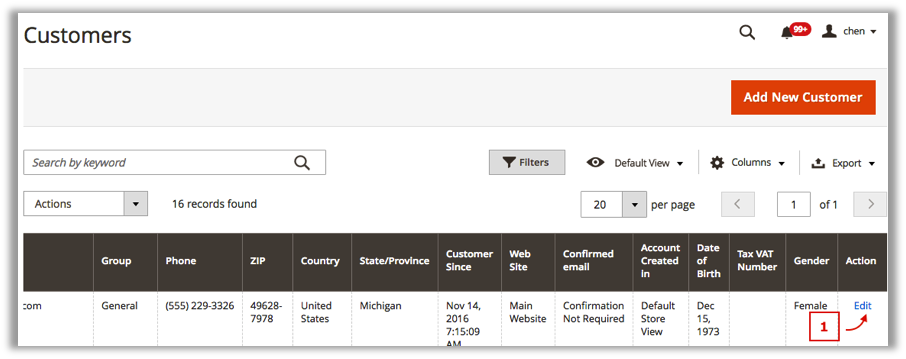 Customers
99+ chen
Add New Customer
Search by keyword Filters Default View Columns Export
Actions 16 records found 20 per page 1 of 1
Group Phone ZIP Country State/Province Customer Since Web Site Confirmed email Account Created In Date of Birth Tax VAT Number Gender Action
com General (555) 229-3326 49628-7978 United States Michigan Nov 14, 2016 7:15:09 AM Main Website Confirmation Not Required Default Store View Dec 15, 1973 Female Edit
1